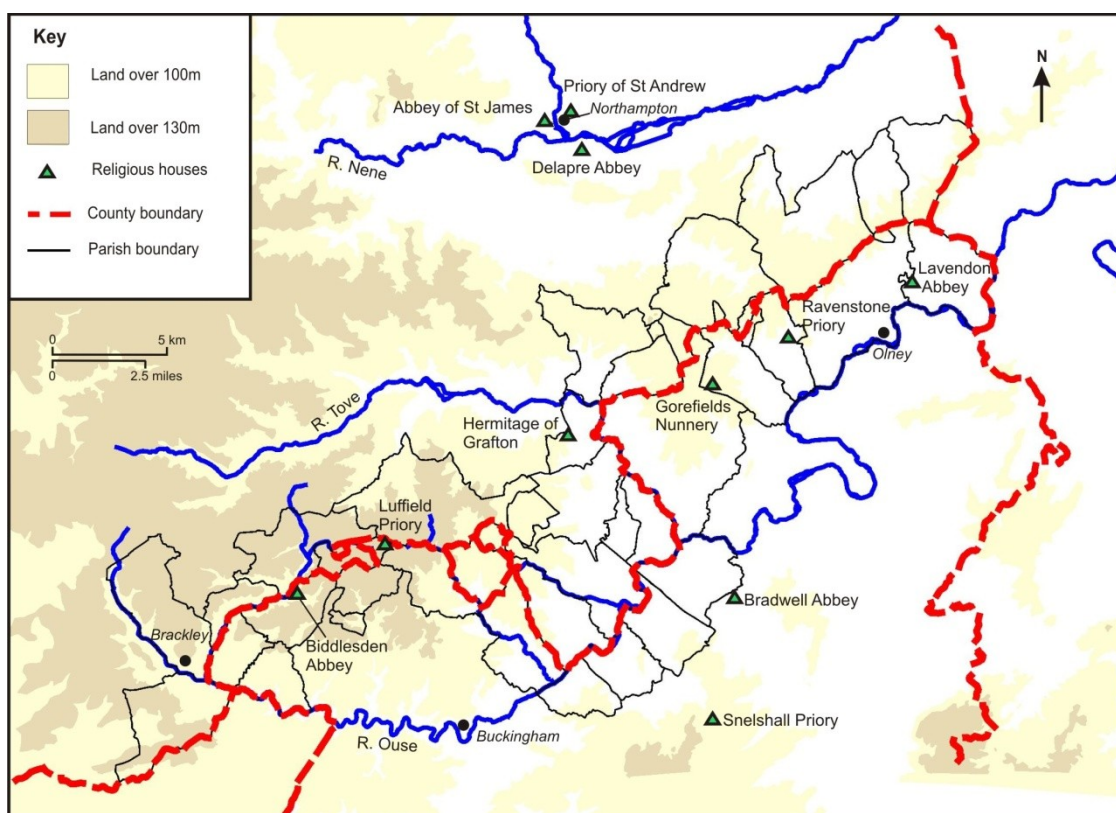 Key
Land over 100m
Land over 130m
Religious houses
County boundary
Parish boundary
N
Priory of St Andrew
Abbey of St James
Northampton
R. Nene
Delapre Abbey
Lavendon
Abbey
Ravenstone
Priory
Olney
0 5 km
0 2.5 miles
R. Tove
Gorefields
Nunnery
Hermitage of
Grafton
Luffield
Priory
Bradwell Abbey
Brackley
Biddlesden
Abbey
Snelshall Priory
R. Ouse
Buckingham